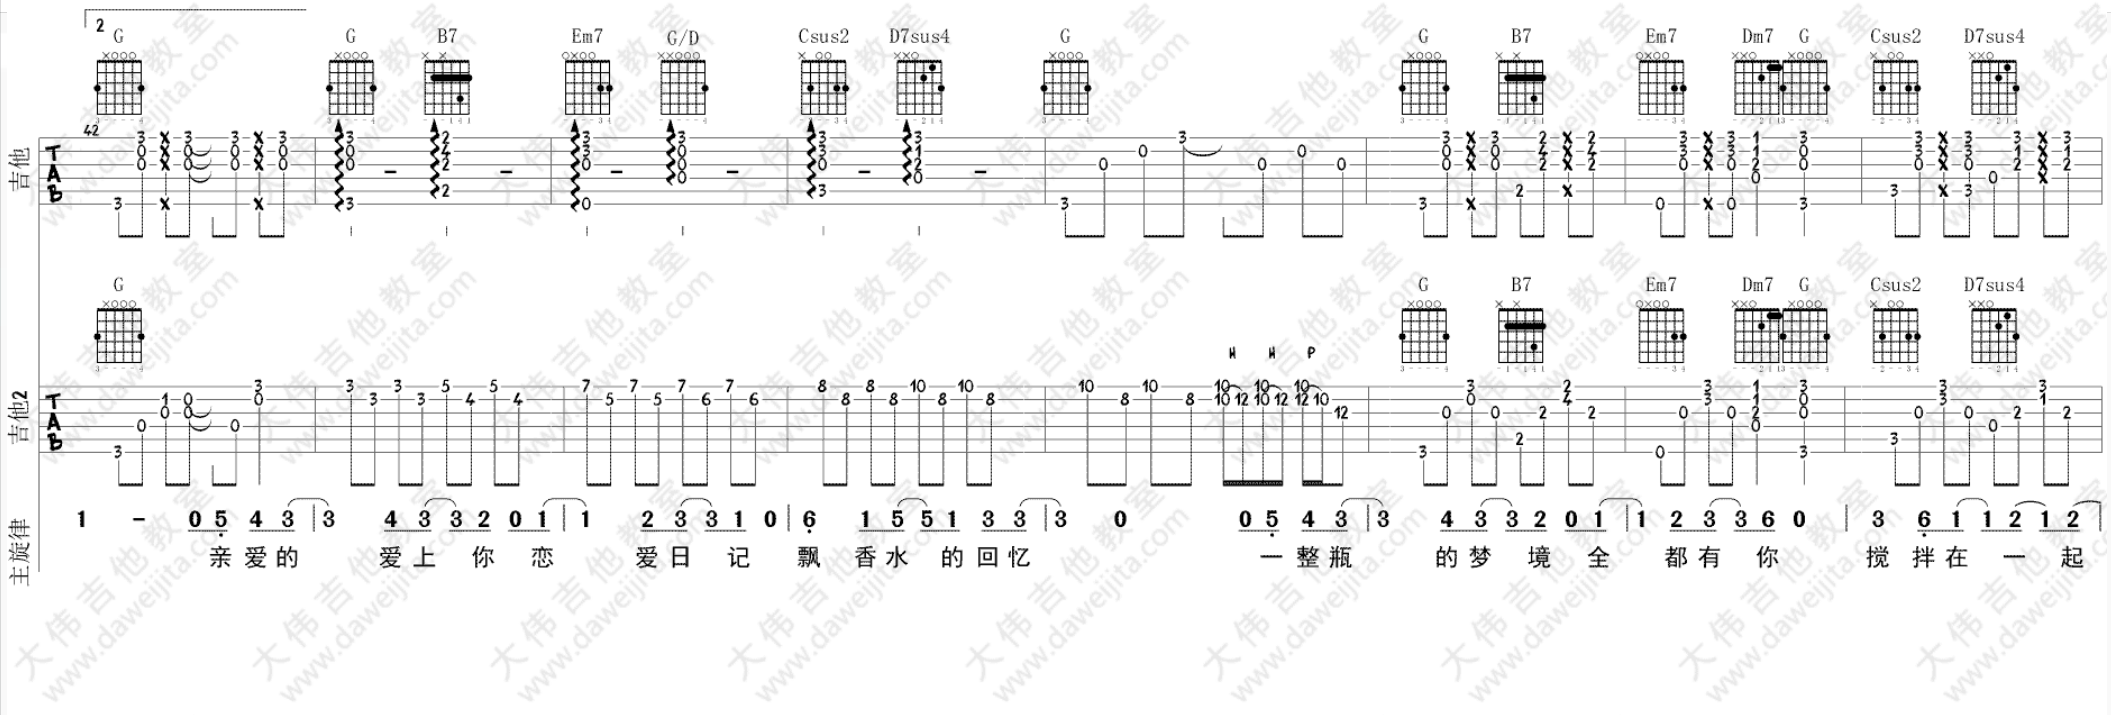 2
G G B7 Em7 G/D Csus2 D7sus4 G G B7 Em7 Dm7 G Csus2 D7sus4
42
吉他
TAB
G G B7 Em7 Dm7 G Csus2 D7sus4
H H P
吉他2
TAB
主旋律
1 - 0 5 4 3 | 3 4 3 3 2 0 1 | 1 2 3 3 1 0 | 6 1 5 5 1 3 3 | 3 0 0 5 4 3 | 3 4 3 3 2 0 1 | 1 2 3 3 6 0 | 3 6 1 1 2 1 2 |
亲 爱 的 爱 上 你 恋 爱 日 记 飘 香 水 的 回 忆 一 整 瓶 的 梦 境 全 都 有 你 搅 拌 在 一 起
大伟吉他教室
www.daweijita.com